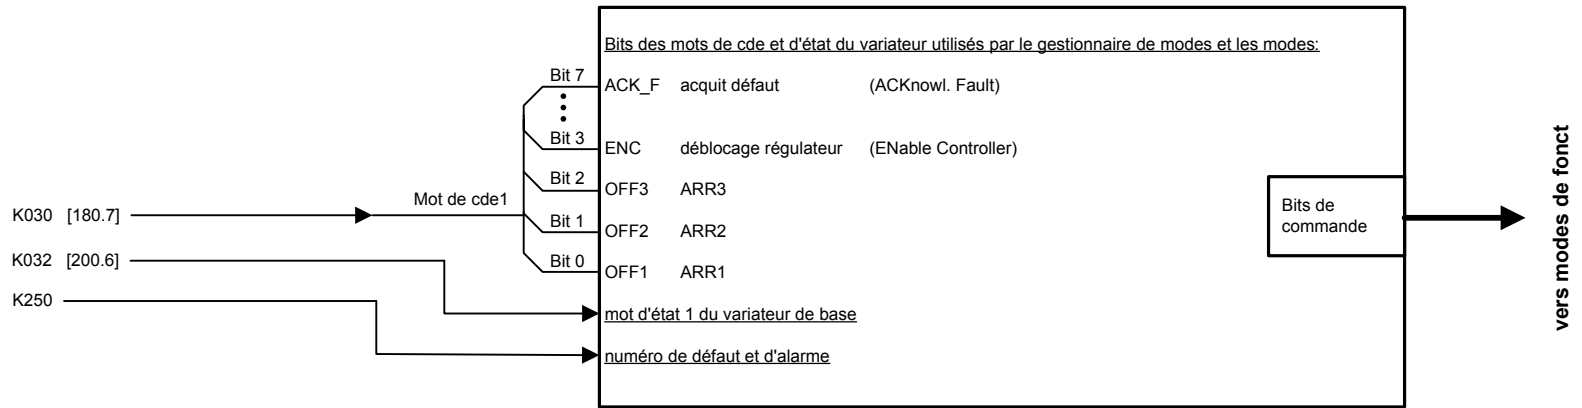 Bits des mots de cde et d'état du variateur utilisés par le gestionnaire de modes et les modes:
Bit 7 ACK_F acquit défaut (ACKnowl. Fault)
Bit 3 ENC déblocage régulateur (ENable Controller)
Bit 2 OFF3 ARR3
Mot de cde1
Bit 1 OFF2 ARR2
Bit 0 OFF1 ARR1
K030 [180.7]
K032 [200.6]
K250
mot d'état 1 du variateur de base
numéro de défaut et d'alarme
Bits de
commande
vers modes de fonct